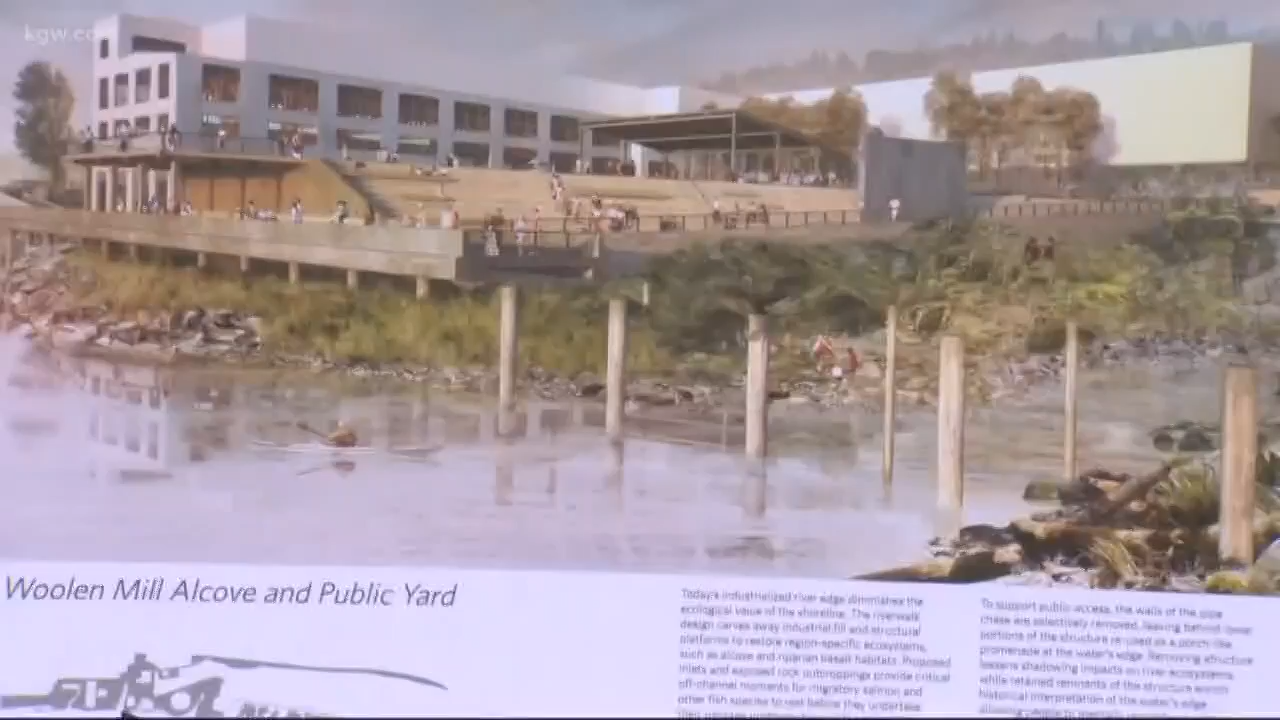 kgw.co
Woolen Mill Alcove and Public Yard
Today's industrialized river edge diminishes the
ecological value of the shoreline. The riverwalk
design carves away industrial fill and structural
platforms to restore region-specific ecosystems,
such as alcove and riparian basalt habitats. Proposed
inlets and exposed rock outcroppings provide critical
off-channel moments for migratory salmon and
other fish species to rest before they undertake
To support public access, the walls of the pipe
chase are selectively removed, leaving behind
portions of the structure reused as a porch-like
promenade at the water's edge. Removing structure
lessens shadowing impacts on river ecosystems
while retained remnants of the structure
historical interpretation of the water's edge